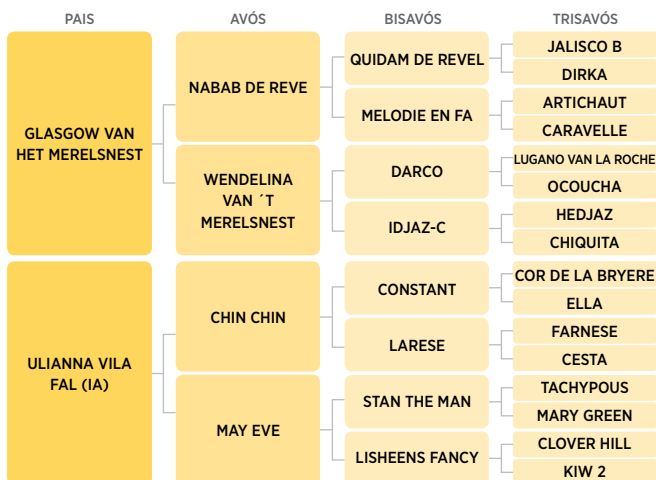 PAIS
AVÓS
BISAVÓS
TRISAVÓS
GLASGOW VAN
HET MERELSNEST
NABAB DE REVE
QUIDAM DE REVEL
JALISCO B
DIRKA
MELODIE EN FA
ARTICHAUT
CARAVELLE
WENDELINA
VAN ´T
MERELSNEST
DARCO
LUGANO VAN LA ROCHE
OCOUCHA
IDJAZ-C
HEDJAZ
CHIQUITA
ULIANNA VILA
FAL (IA)
CHIN CHIN
CONSTANT
COR DE LA BRYERE
ELLA
LARESE
FARNESE
CESTA
MAY EVE
STAN THE MAN
TACHYPOUS
MARY GREEN
LISHEENS FANCY
CLOVER HILL
KIW 2